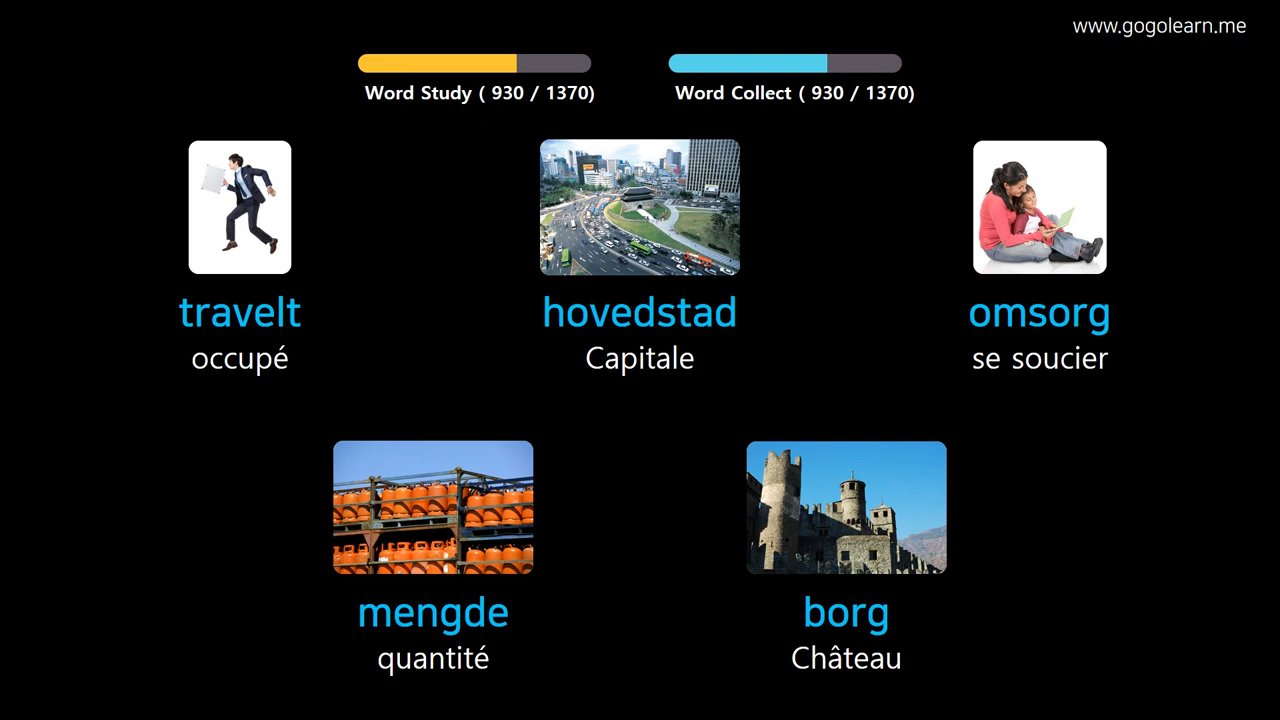 www.gogolearn.me
Word Study ( 930 / 1370)
Word Collect ( 930 / 1370)
travelt
occupé
hovedstad
Capitale
omsorg
se soucier
mengde
quantité
borg
Château